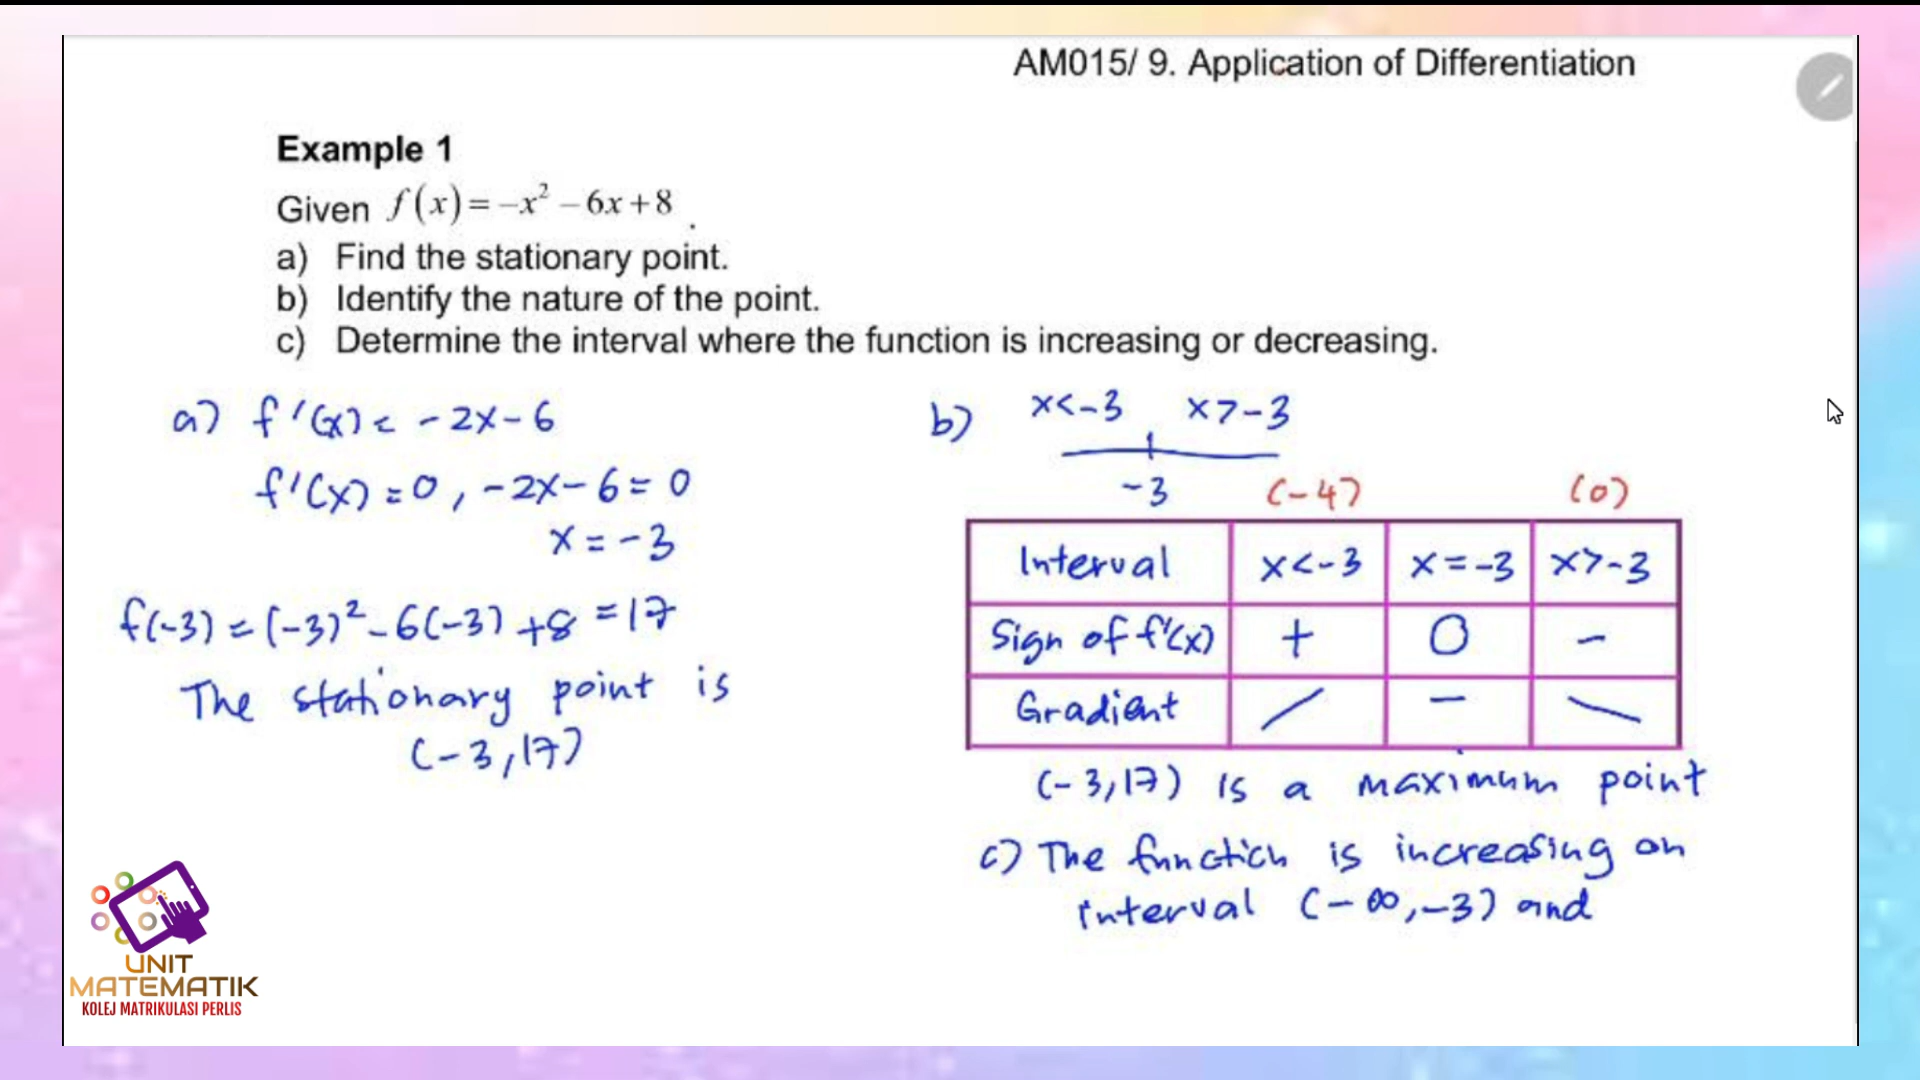 AM015/ 9. Application of Differentiation
Example 1
Given f(x)=−x² − 6x+8 .
a) Find the stationary point.
b) Identify the nature of the point.
c) Determine the interval where the function is increasing or decreasing.
a) f'(x) = -2x-6
f'(x) = 0, -2x-6 = 0
x = -3
f(-3) = (-3)² - 6(-3) + 8 = 17
The stationary point is
(-3, 17)
b) x<-3 x>-3
-3 (-4) (0)
Interval x<-3 x=-3 x>-3
Sign of f'(x) + 0 -
Gradient / — \
(-3, 17) is a maximum point
c) The function is increasing on
interval (-∞, -3) and
UNIT
MATEMATIK
KOLEJ MATRIKULASI PERLIS